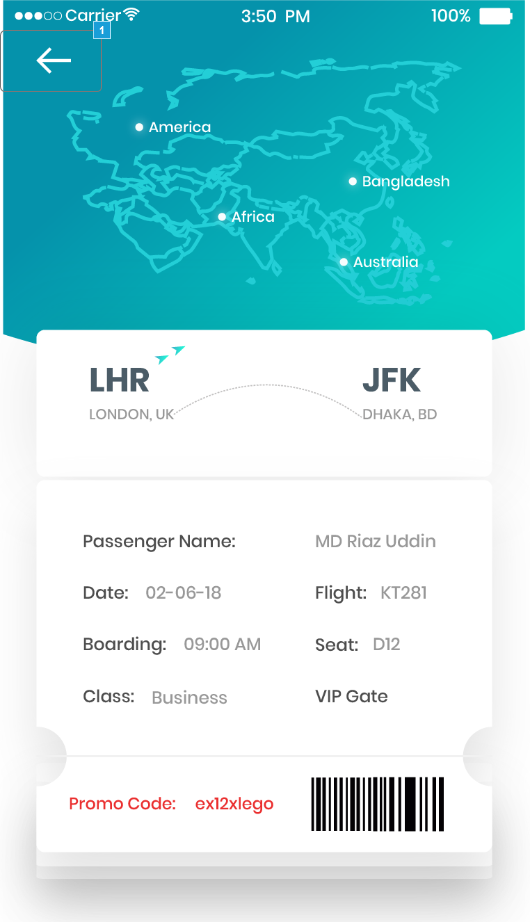 Carrier 3:50 PM 100%
1
America
Bangladesh
Africa
Australia
LHR JFK
LONDON, UK DHAKA, BD
Passenger Name: MD Riaz Uddin
Date: 02-06-18 Flight: KT281
Boarding: 09:00 AM Seat: D12
Class: Business VIP Gate
Promo Code: ex12xlego